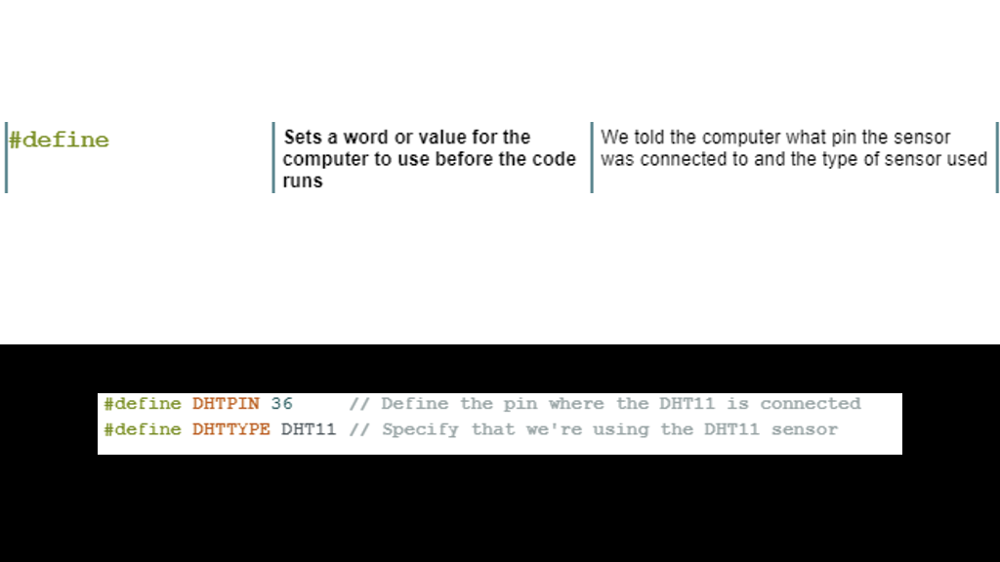 #define
Sets a word or value for the
computer to use before the code
runs
We told the computer what pin the sensor
was connected to and the type of sensor used
#define DHTPIN 36 // Define the pin where the DHT11 is connected
#define DHTTYPE DHT11 // Specify that we're using the DHT11 sensor